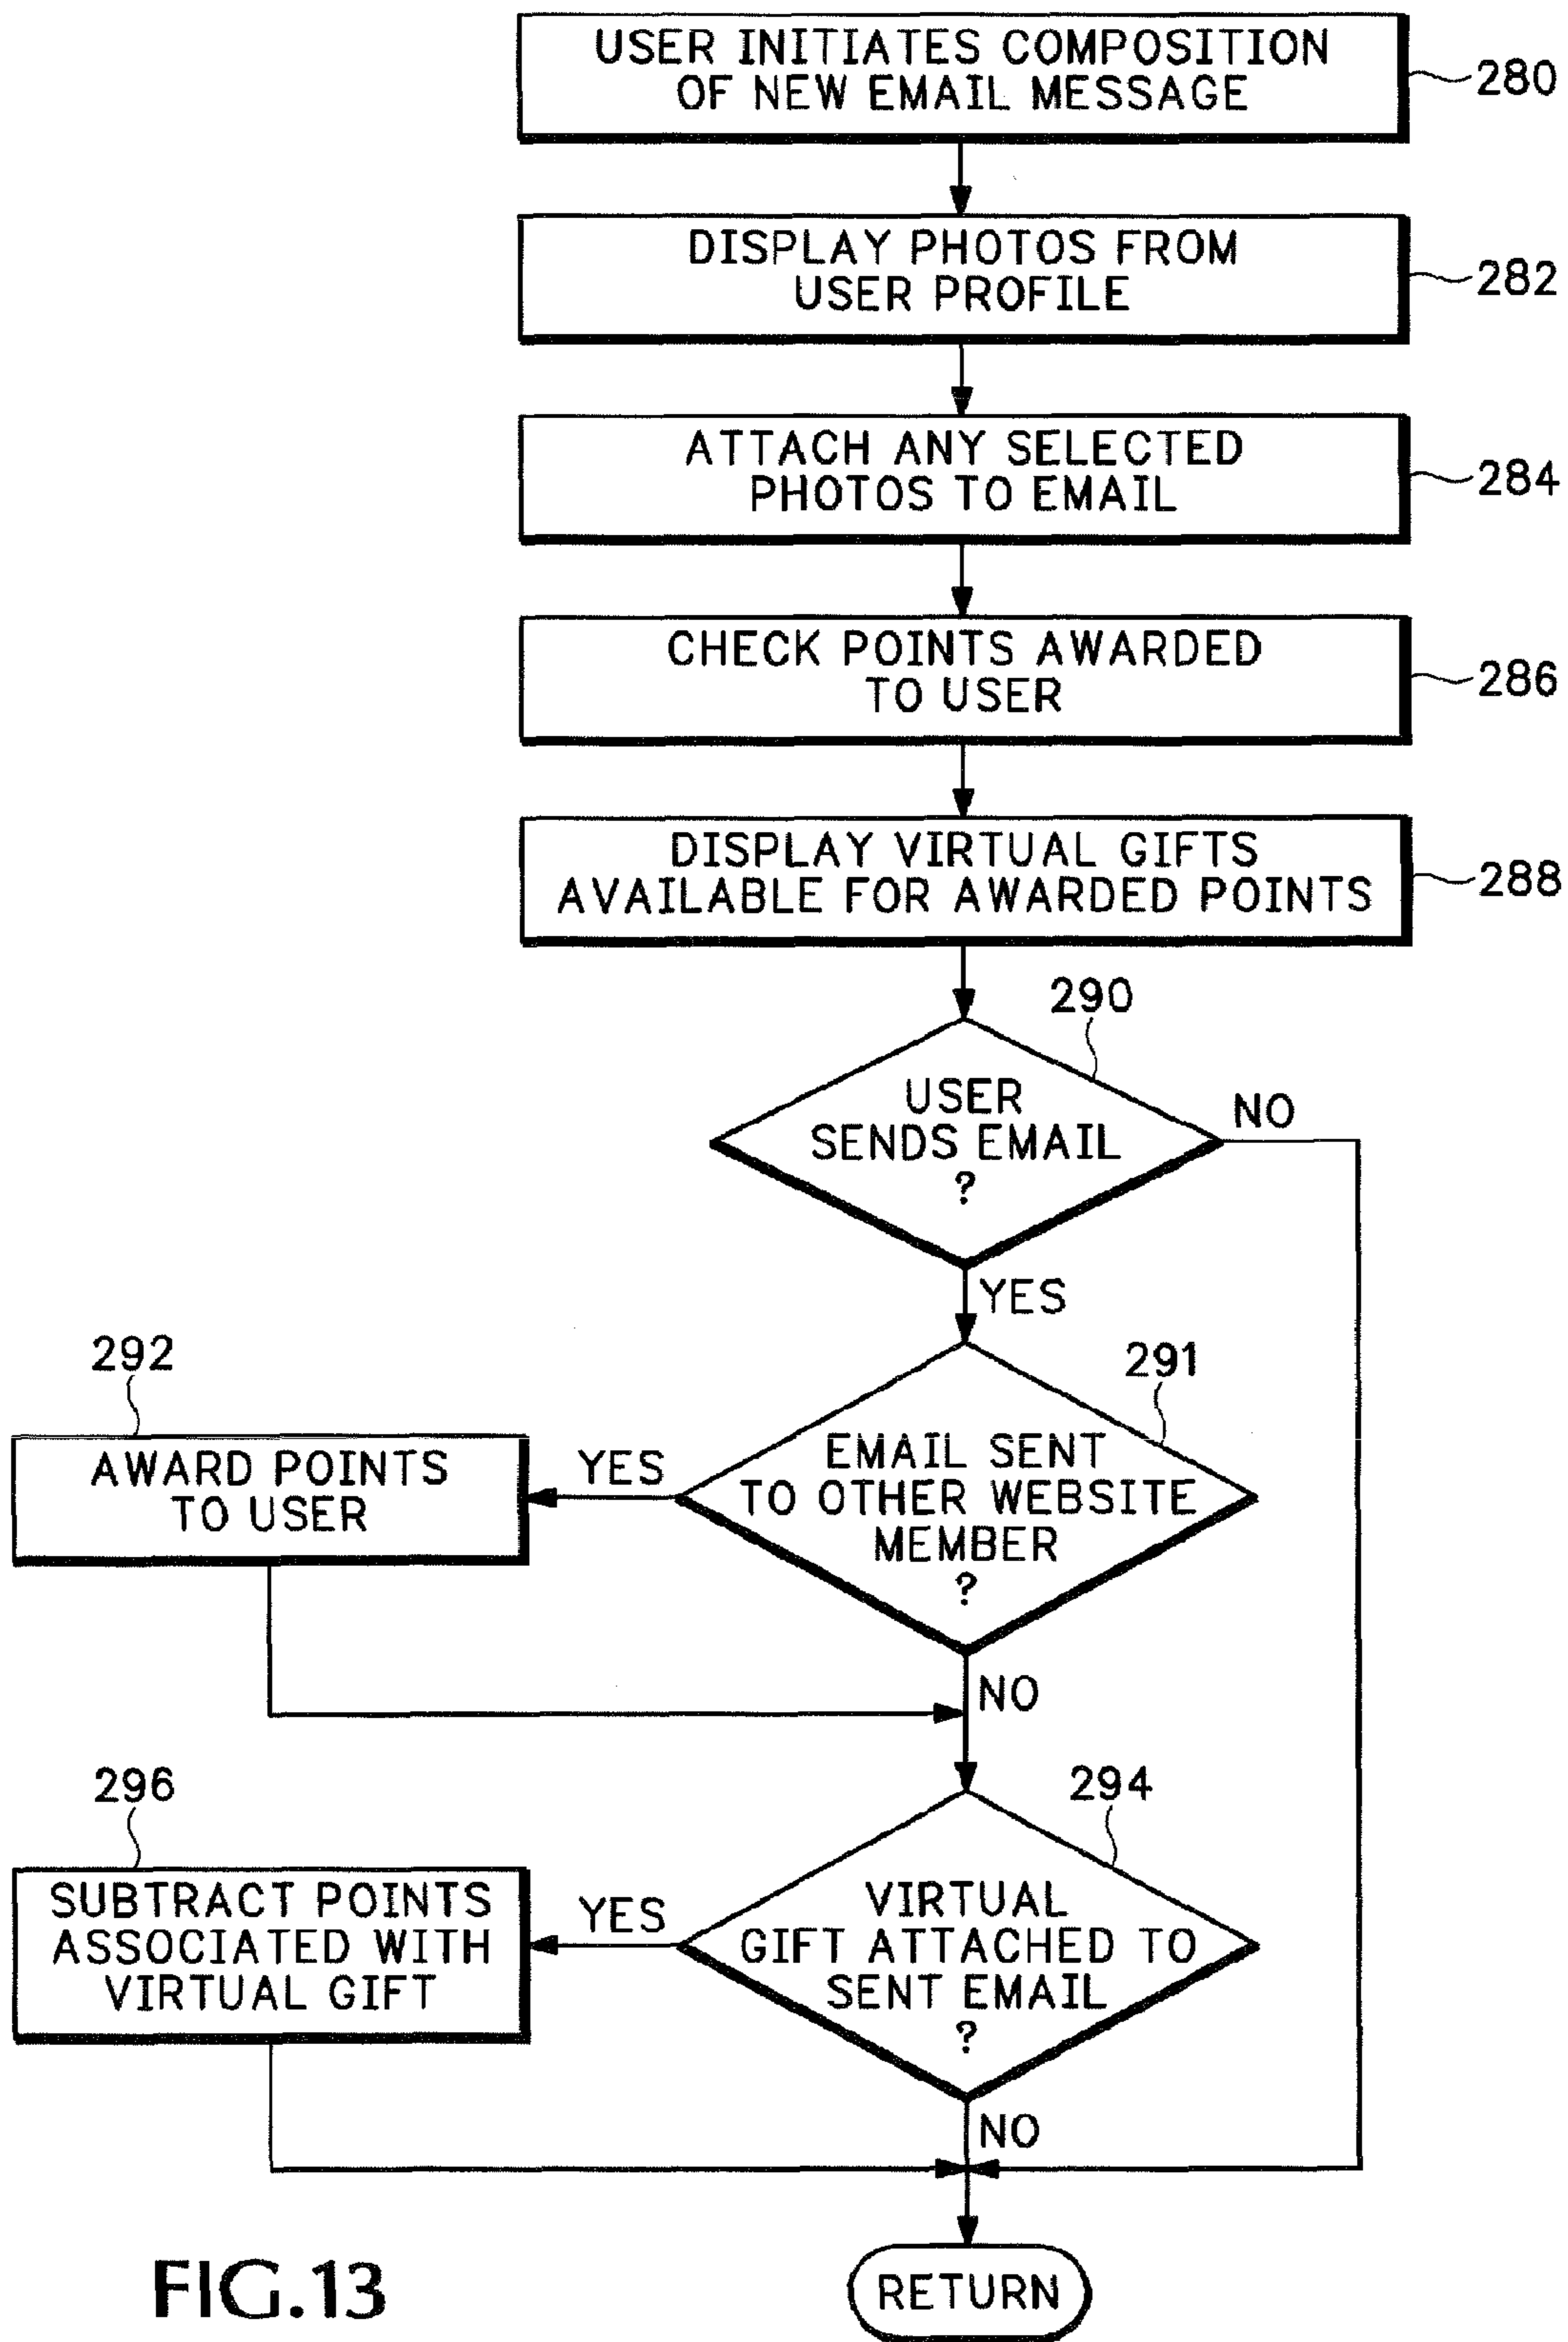 USER INITIATES COMPOSITION
OF NEW EMAIL MESSAGE
280
DISPLAY PHOTOS FROM
USER PROFILE
282
ATTACH ANY SELECTED
PHOTOS TO EMAIL
284
CHECK POINTS AWARDED
TO USER
286
DISPLAY VIRTUAL GIFTS
AVAILABLE FOR AWARDED POINTS
288
290
USER
SENDS EMAIL
?
NO
YES
291
EMAIL SENT
TO OTHER WEBSITE
MEMBER
?
YES
292
AWARD POINTS
TO USER
NO
294
VIRTUAL
GIFT ATTACHED TO
SENT EMAIL
?
YES
296
SUBTRACT POINTS
ASSOCIATED WITH
VIRTUAL GIFT
NO
RETURN
FIG.13